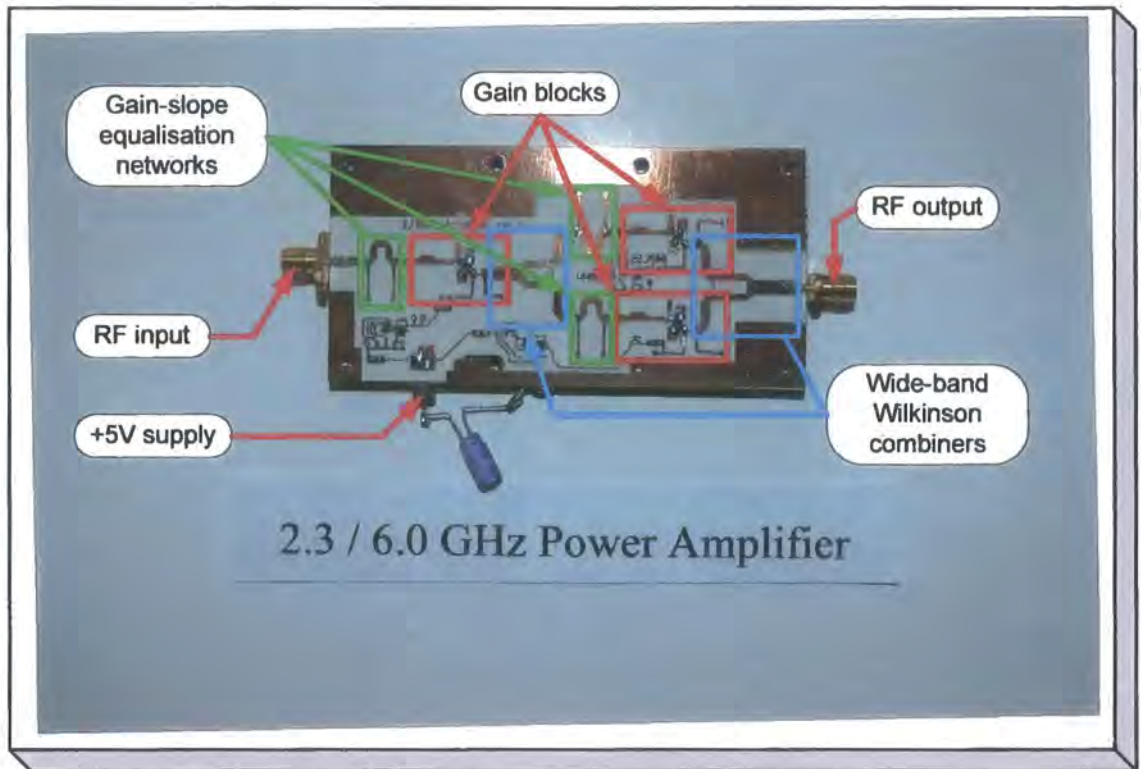 Gain-slope
equalisation
networks
Gain blocks
RF output
RF input
+5V supply
Wide-band
Wilkinson
combiners
2.3 / 6.0 GHz Power Amplifier